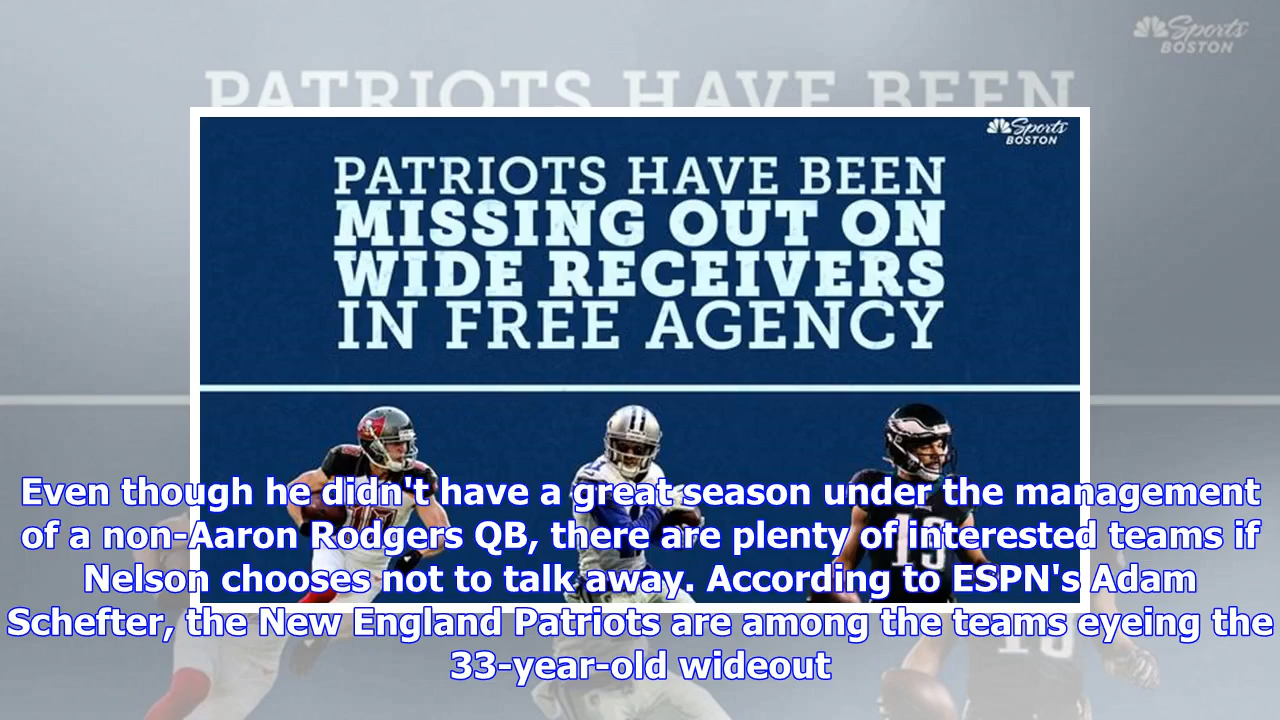 Sports
BOSTON
PATRIOTS HAVE BEEN
Sports
BOSTON
PATRIOTS HAVE BEEN
MISSING OUT ON
WIDE RECEIVERS
IN FREE AGENCY
11
19
Even though he didn't have a great season under the management
of a non-Aaron Rodgers QB, there are plenty of interested teams if
Nelson chooses not to talk away. According to ESPN's Adam
Schefter, the New England Patriots are among the teams eyeing the
33-year-old wideout